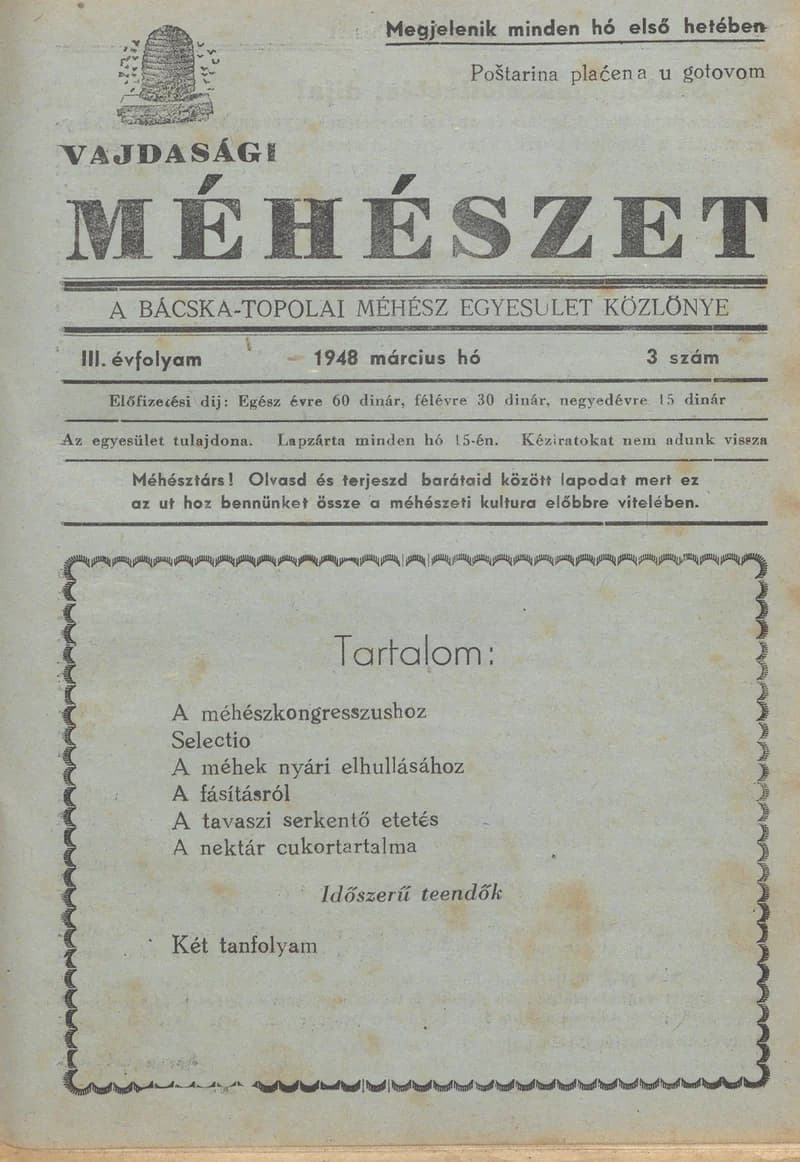 Megjelenik minden hó első hetében
Poštarina plaćena u gotovom
VAJDASÁGI
MÉHÉSZET
A BÁCSKA-TOPOLAI MÉHÉSZ EGYESULET KÖZLÖNYE
III. évfolyam 1948 március hó 3 szám
Előfizetési dij: Egész évre 60 dinár, félévre 30 dinár, negyedévre 15 dinár
Az egyesület tulajdona. Lapzárta minden hó 15-én. Kéziratokat nem adunk vissza
Méhésztárs! Olvasd és terjeszd barátaid között lapodat mert ez
az ut hoz bennünket össze a méhészeti kultura előbbre vitelében.
Tartalom:
A méhészkongresszushoz
Selectio
A méhek nyári elhullásához
A fásításról
A tavaszi serkentő etetés
A nektár cukortartalma
Időszerű teendők
Két tanfolyam